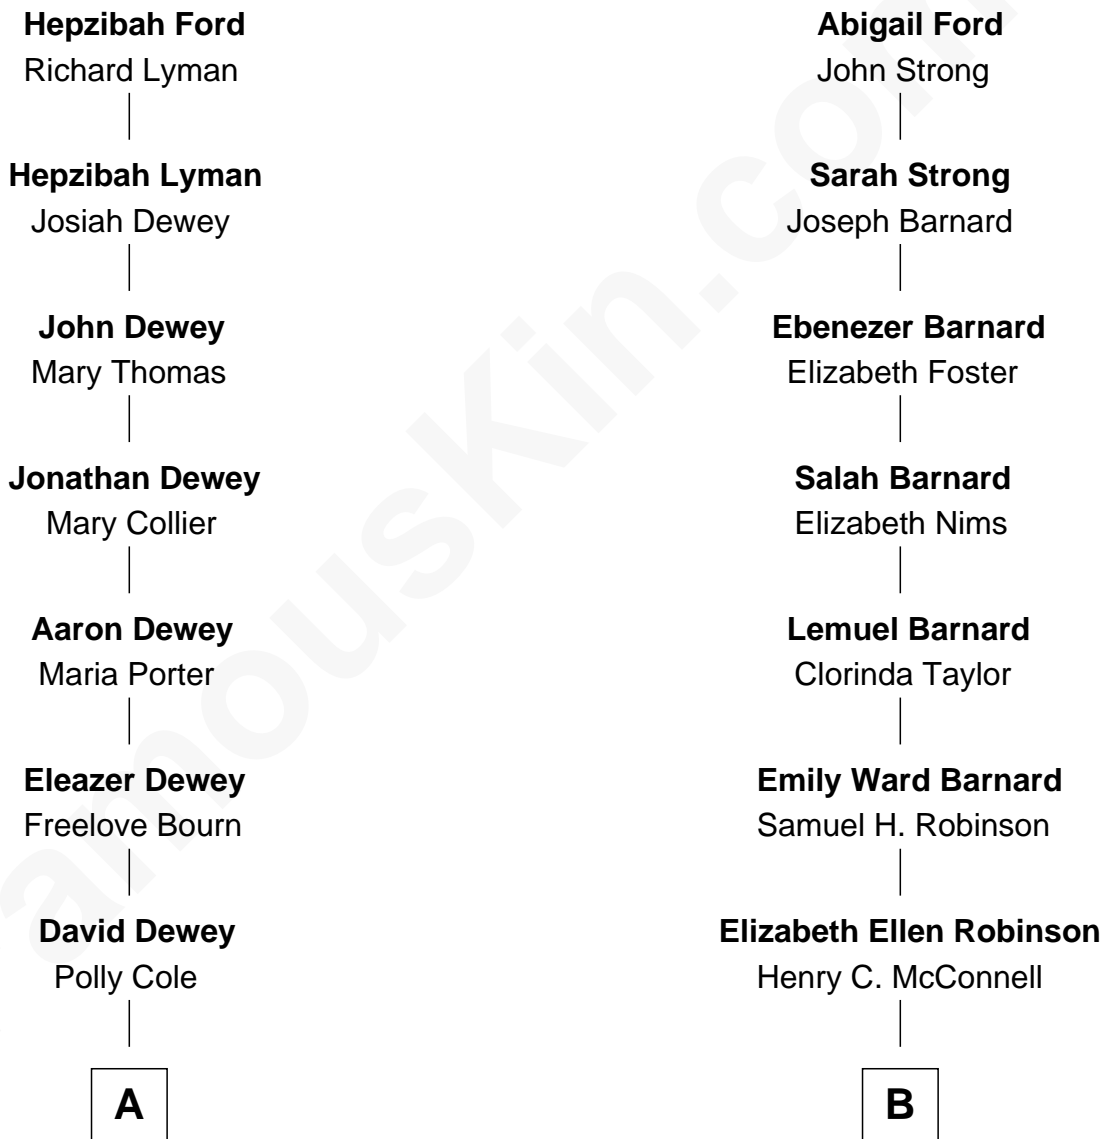 Hepzibah Ford
Richard Lyman
Hepzibah Lyman
Josiah Dewey
John Dewey
Mary Thomas
Jonathan Dewey
Mary Collier
Aaron Dewey
Maria Porter
Eleazer Dewey
Freelove Bourn
David Dewey
Polly Cole
A
Abigail Ford
John Strong
Sarah Strong
Joseph Barnard
Ebenezer Barnard
Elizabeth Foster
Salah Barnard
Elizabeth Nims
Lemuel Barnard
Clorinda Taylor
Emily Ward Barnard
Samuel H. Robinson
Elizabeth Ellen Robinson
Henry C. McConnell
B
amouskin.com